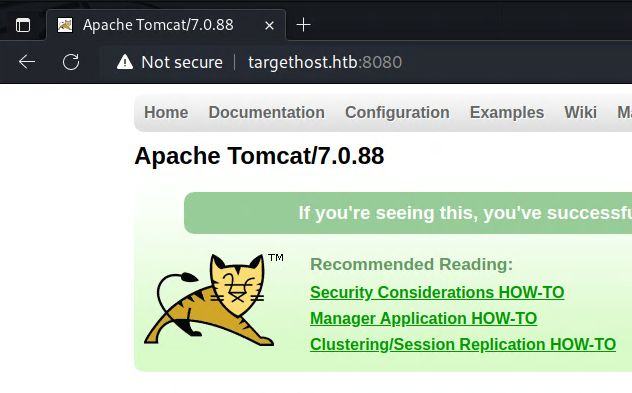 Apache Tomcat/7.0.88
Not secure targethost.htb:8080
Home Documentation Configuration Examples Wiki
Apache Tomcat/7.0.88
If you're seeing this, you've
TM
Recommended Reading:
Security Considerations HOW-TO
Manager Application HOW-TO
Clustering/Session Replication HOW-TO